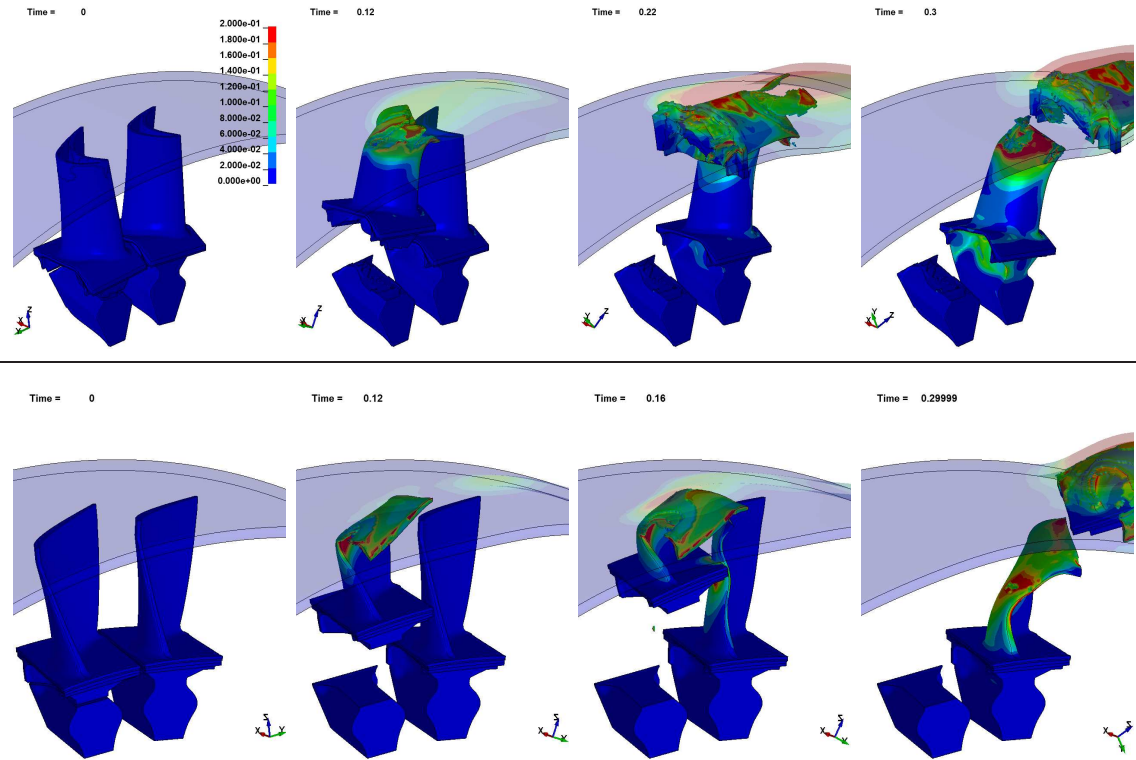 Time = 0
Time = 0.12
Time = 0.22
Time = 0.3
2.000e-01
1.800e-01
1.600e-01
1.400e-01
1.200e-01
1.000e-01
8.000e-02
6.000e-02
4.000e-02
2.000e-02
0.000e+00
Z
X
Y
Z
X
Y
Z
X
Y
Z
X
Y
Time = 0
Time = 0.12
Time = 0.16
Time = 0.29999
Z
X
Y
Z
X
Y
Z
X
Y
Z
X
Y